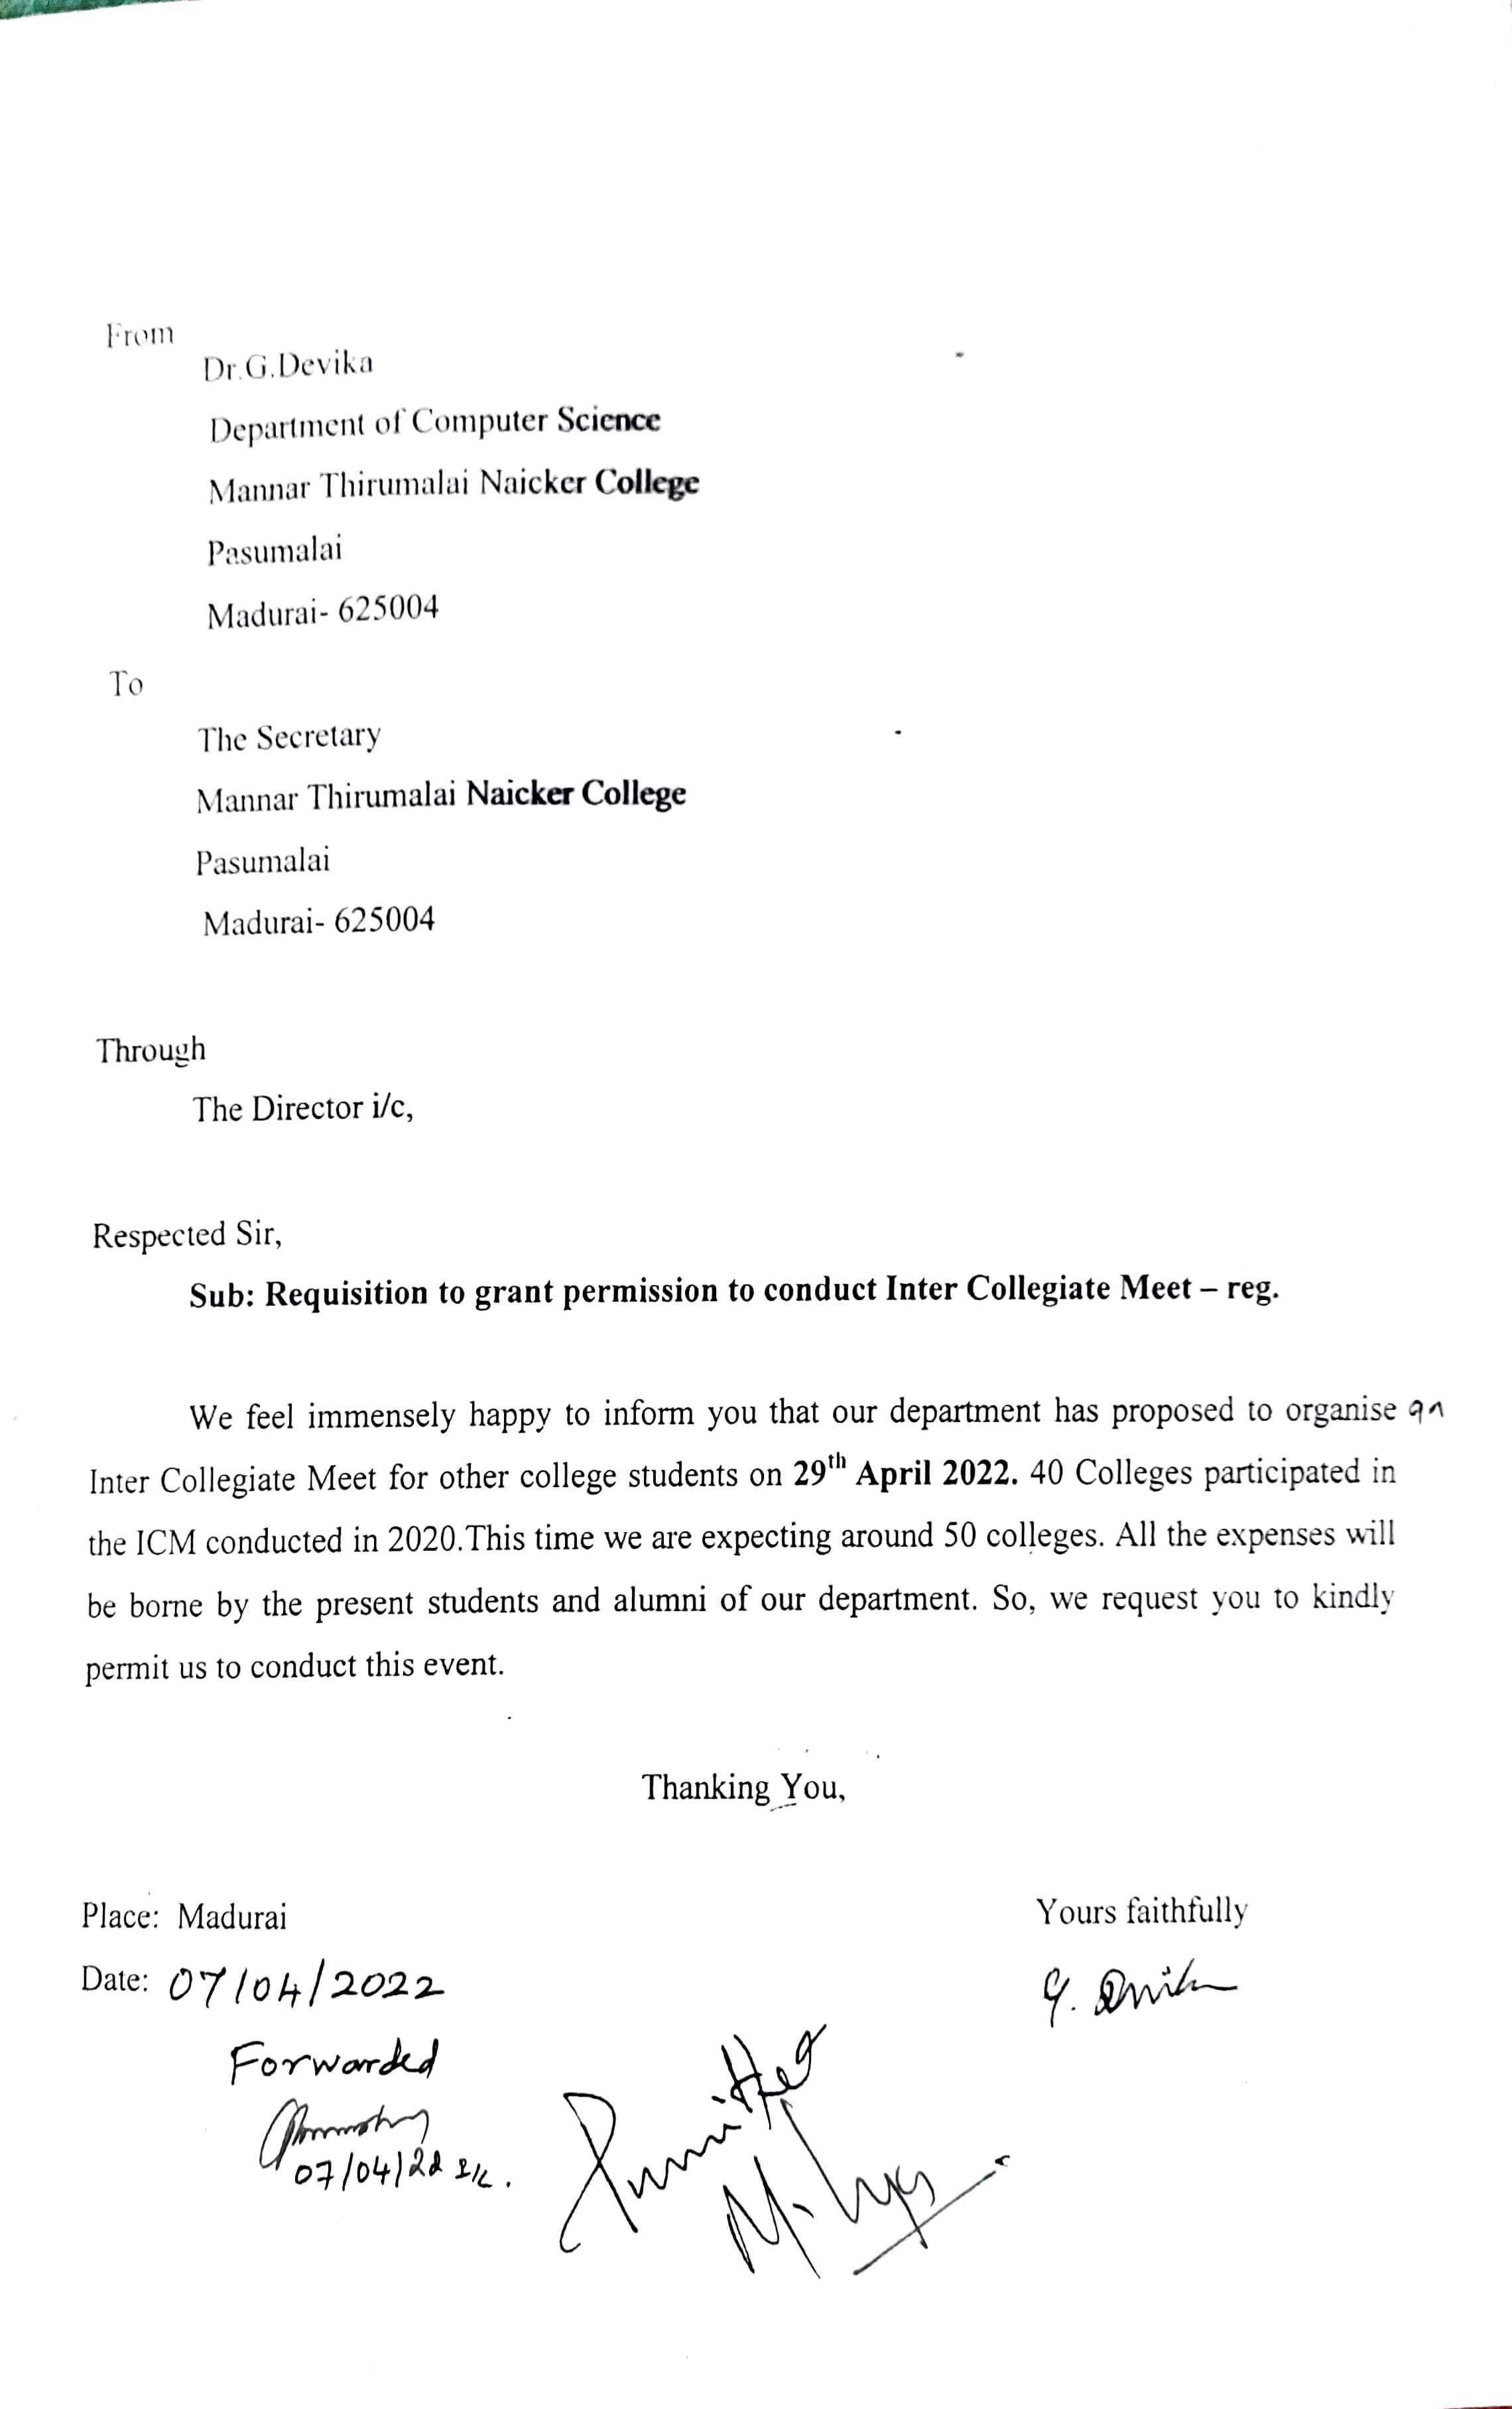 From
Dr.G.Devika
Department of Computer Science
Mannar Thirumalai Naicker College
Pasumalai
Madurai- 625004
To
The Secretary
Mannar Thirumalai Naicker College
Pasumalai
Madurai- 625004
Through
The Director i/c,
Respected Sir,
Sub: Requisition to grant permission to conduct Inter Collegiate Meet – reg.
We feel immensely happy to inform you that our department has proposed to organise an
Inter Collegiate Meet for other college students on 29th April 2022. 40 Colleges participated in
the ICM conducted in 2020.This time we are expecting around 50 colleges. All the expenses will
be borne by the present students and alumni of our department. So, we request you to kindly
permit us to conduct this event.
Thanking You,
Place: Madurai
Yours faithfully
Date: 07/04/2022
G. Devika
Forwarded
07/04/22
Permitted